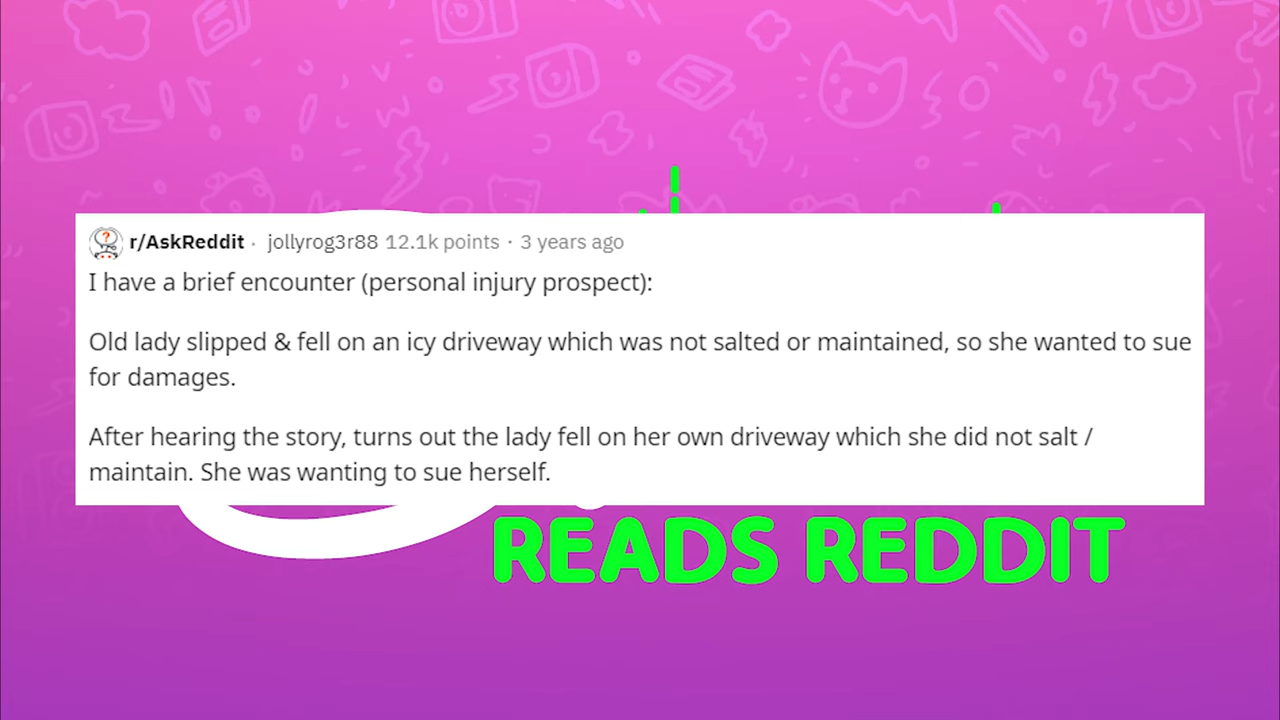 r/AskReddit · jollyrog3r88 12.1k points · 3 years ago
I have a brief encounter (personal injury prospect):
Old lady slipped & fell on an icy driveway which was not salted or maintained, so she wanted to sue
for damages.
After hearing the story, turns out the lady fell on her own driveway which she did not salt /
maintain. She was wanting to sue herself.
READS REDDIT